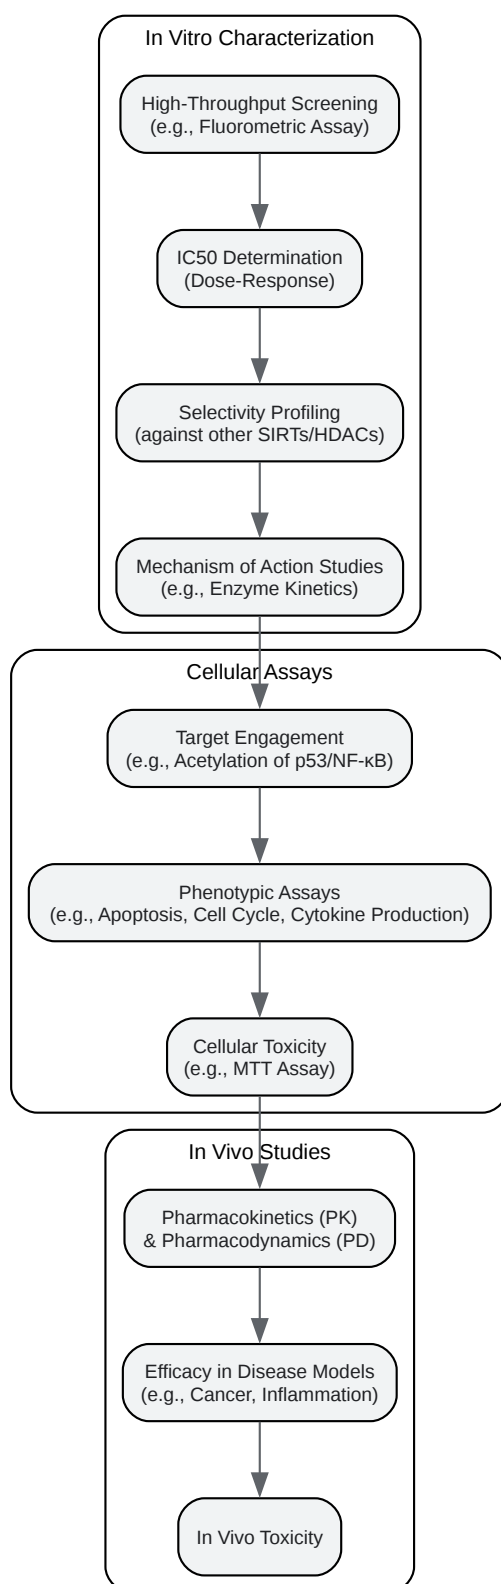 In Vitro Characterization
High-Throughput Screening
(e.g., Fluorometric Assay)
IC50 Determination
(Dose-Response)
Selectivity Profiling
(against other SIRTs/HDACs)
Mechanism of Action Studies
(e.g., Enzyme Kinetics)
Cellular Assays
Target Engagement
(e.g., Acetylation of p53/NF-κB)
Phenotypic Assays
(e.g., Apoptosis, Cell Cycle, Cytokine Production)
Cellular Toxicity
(e.g., MTT Assay)
In Vivo Studies
Pharmacokinetics (PK)
& Pharmacodynamics (PD)
Efficacy in Disease Models
(e.g., Cancer, Inflammation)
In Vivo Toxicity